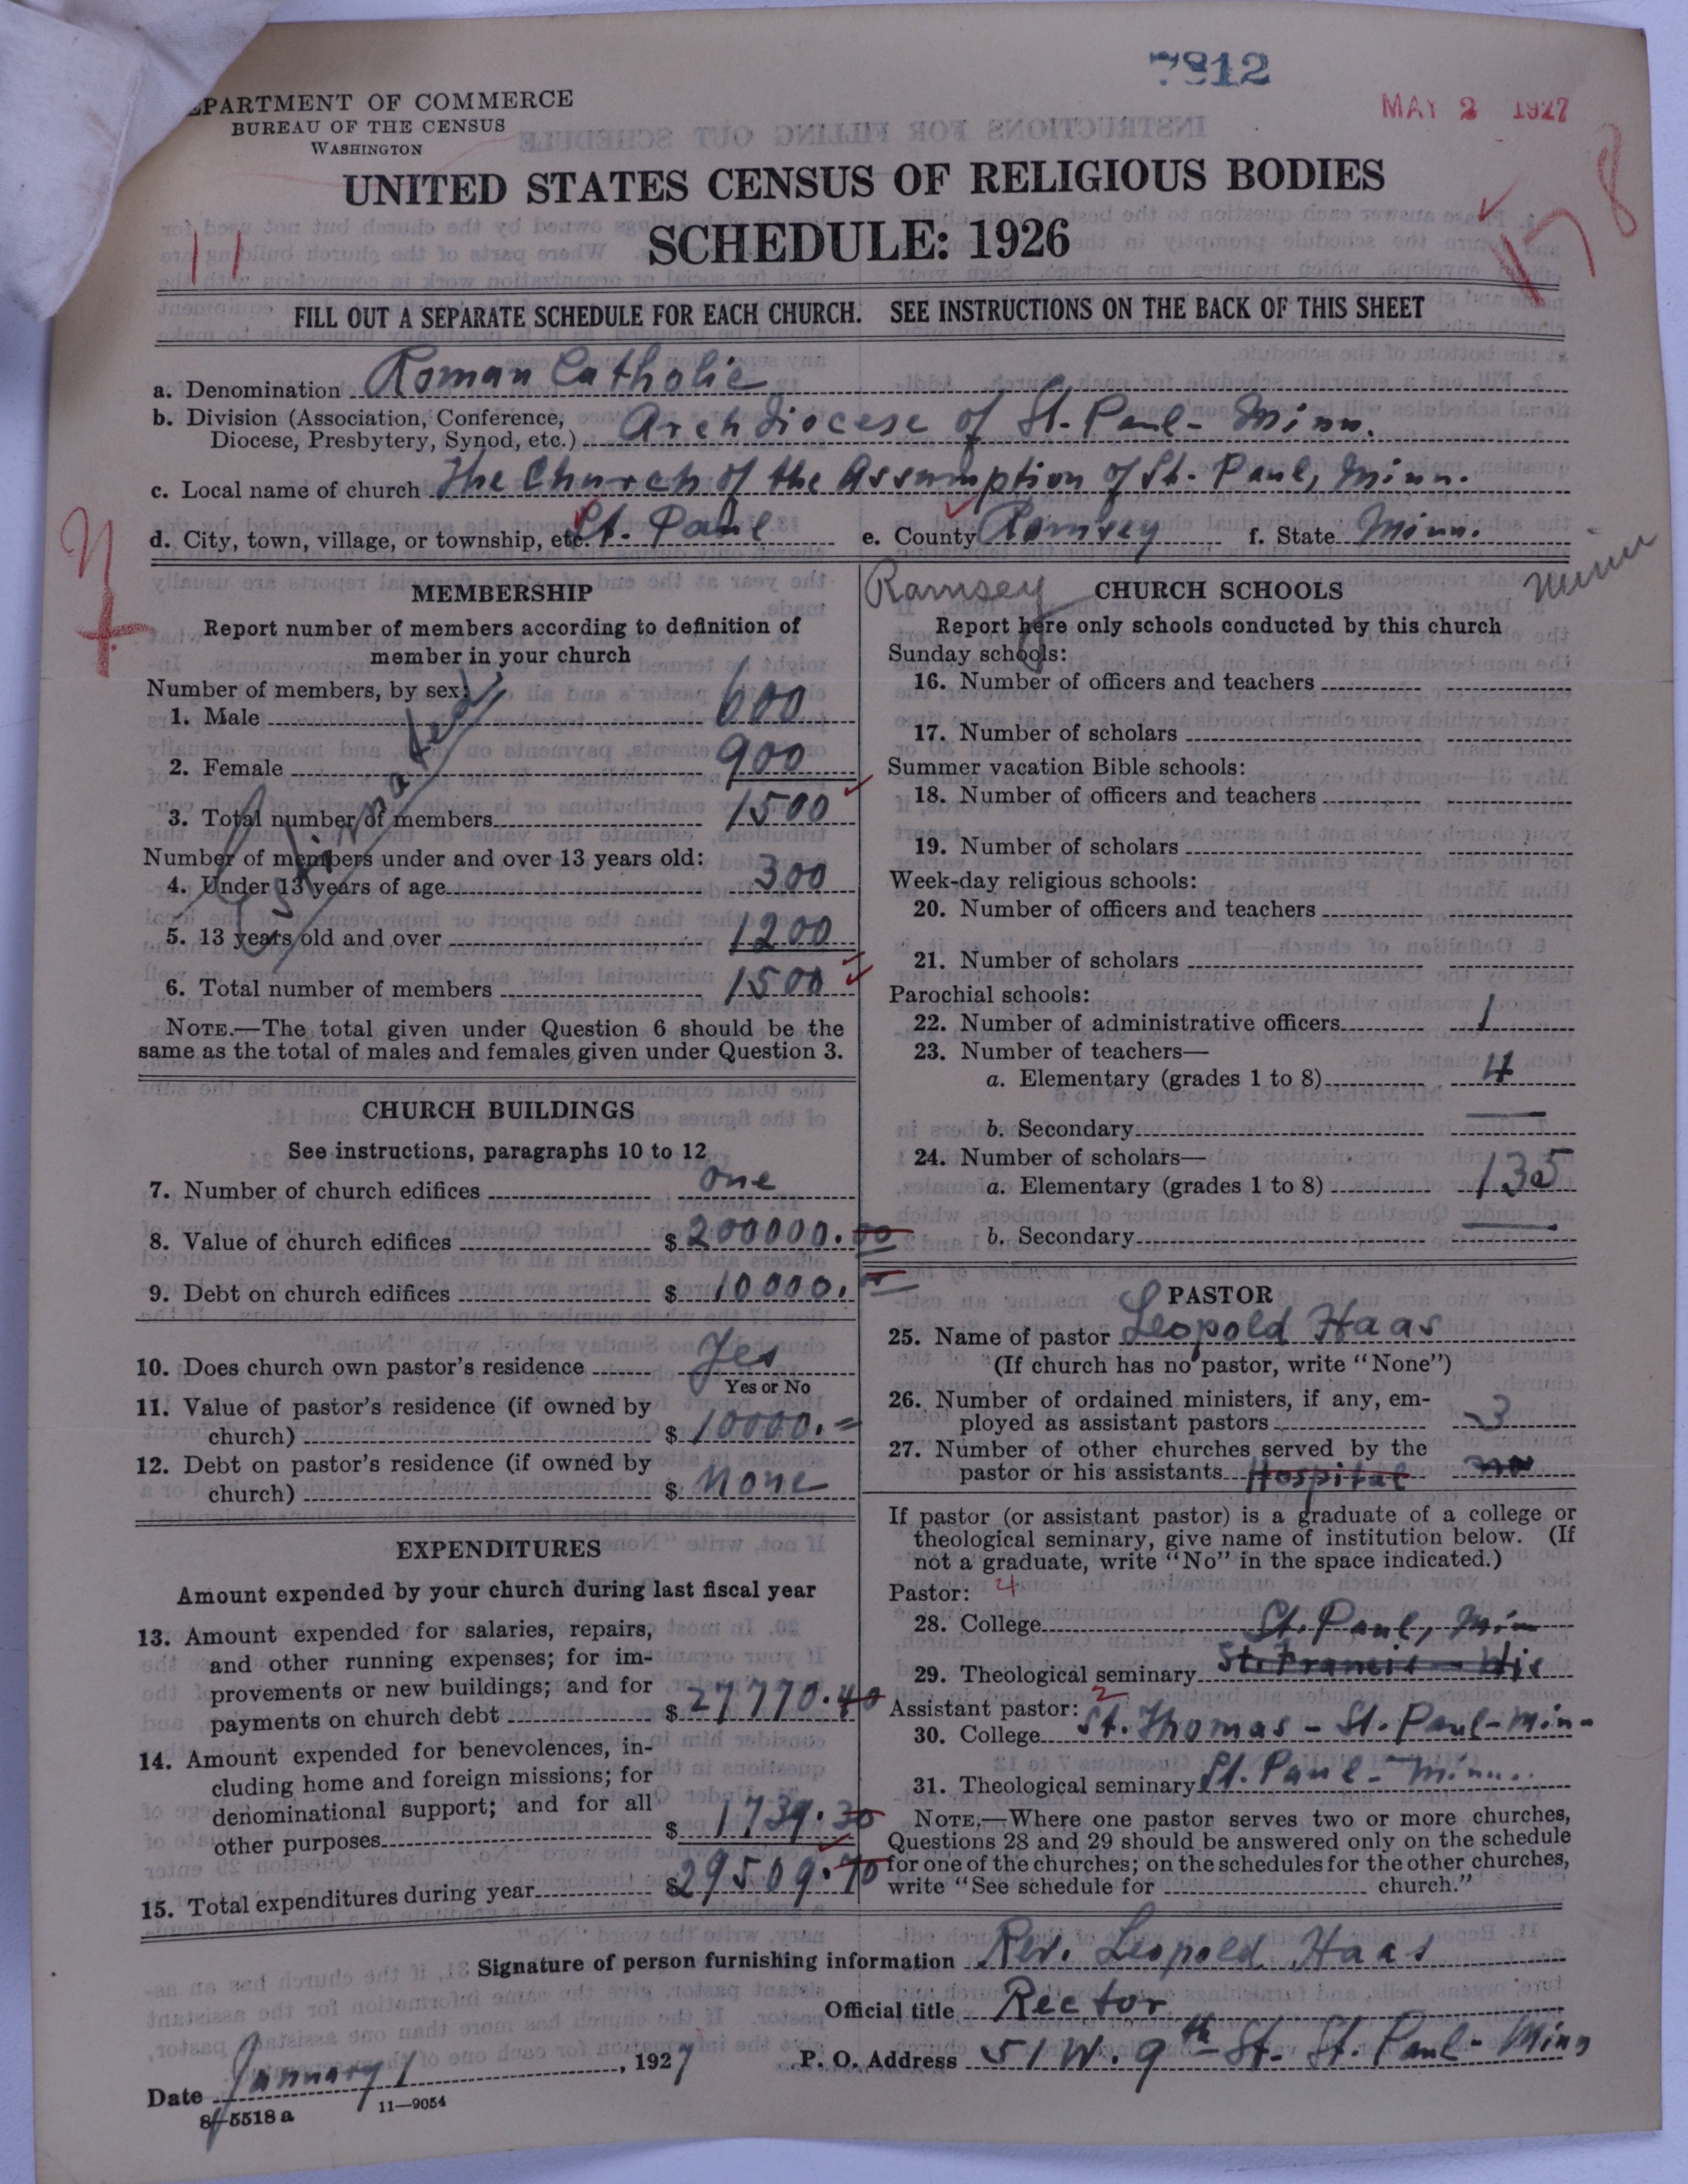 7812
MAY 2 1927
DEPARTMENT OF COMMERCE
BUREAU OF THE CENSUS
WASHINGTON
UNITED STATES CENSUS OF RELIGIOUS BODIES
SCHEDULE: 1926
11
178
FILL OUT A SEPARATE SCHEDULE FOR EACH CHURCH. SEE INSTRUCTIONS ON THE BACK OF THIS SHEET
a. Denomination Roman Catholic
b. Division (Association, Conference,
Diocese, Presbytery, Synod, etc.) Archdiocese of St. Paul - Minn.
c. Local name of church The Church of the Assumption of St. Paul, Minn.
d. City, town, village, or township, etc. St. Paul e. County Ramsey f. State Minn.
MEMBERSHIP
Report number of members according to definition of
member in your church
Number of members, by sex:
1. Male 600
2. Female 900
3. Total number of members 1500
Number of members under and over 13 years old:
4. Under 13 years of age 300
5. 13 years old and over 1200
6. Total number of members 1500
Estimated
NOTE.—The total given under Question 6 should be the
same as the total of males and females given under Question 3.
CHURCH BUILDINGS
See instructions, paragraphs 10 to 12
7. Number of church edifices one
8. Value of church edifices $ 200000.00
9. Debt on church edifices $ 10000.
10. Does church own pastor's residence Yes
Yes or No
11. Value of pastor's residence (if owned by
church) $ 10000.=
12. Debt on pastor's residence (if owned by
church) $ None
EXPENDITURES
Amount expended by your church during last fiscal year
13. Amount expended for salaries, repairs,
and other running expenses; for im-
provements or new buildings; and for
payments on church debt $ 27770.40
14. Amount expended for benevolences, in-
cluding home and foreign missions; for
denominational support; and for all
other purposes $ 1739.30
15. Total expenditures during year $ 29509.70
Ramsey
Minn
CHURCH SCHOOLS
Report here only schools conducted by this church
Sunday schools:
16. Number of officers and teachers
17. Number of scholars
Summer vacation Bible schools:
18. Number of officers and teachers
19. Number of scholars
Week-day religious schools:
20. Number of officers and teachers
21. Number of scholars
Parochial schools:
22. Number of administrative officers 1
23. Number of teachers—
a. Elementary (grades 1 to 8) 4
b. Secondary
24. Number of scholars—
a. Elementary (grades 1 to 8) 135
b. Secondary
PASTOR
25. Name of pastor Leopold Haas
(If church has no pastor, write "None")
26. Number of ordained ministers, if any, em-
ployed as assistant pastors 3
27. Number of other churches served by the
pastor or his assistants Hospital no
If pastor (or assistant pastor) is a graduate of a college or
theological seminary, give name of institution below. (If
not a graduate, write "No" in the space indicated.)
Pastor: 4
28. College St. Paul, Min
29. Theological seminary St. Francis - Wis
Assistant pastor: 2
30. College St. Thomas - St. Paul - Minn
31. Theological seminary St. Paul - Minn.
NOTE.—Where one pastor serves two or more churches,
Questions 28 and 29 should be answered only on the schedule
for one of the churches; on the schedules for the other churches,
write "See schedule for church."
Signature of person furnishing information Rev. Leopold Haas
Official title Rector
Date January 1, 1927 P. O. Address 51 W. 9th St. St. Paul - Minn
8-5518 a 11—9054